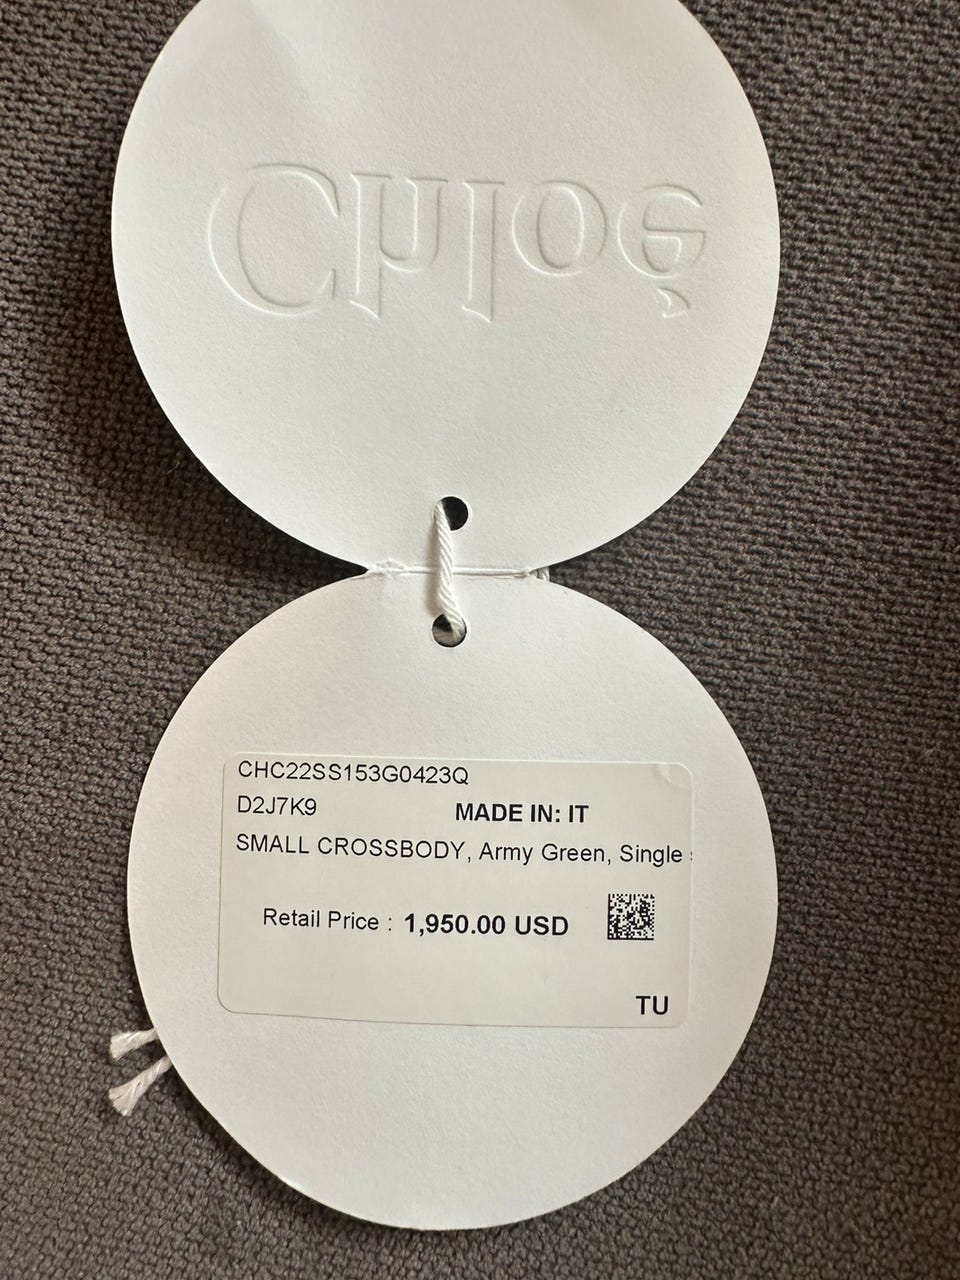 Chloé
CHC22SS153G0423Q
D2J7K9 MADE IN: IT
SMALL CROSSBODY, Army Green, Single
Retail Price : 1,950.00 USD
TU